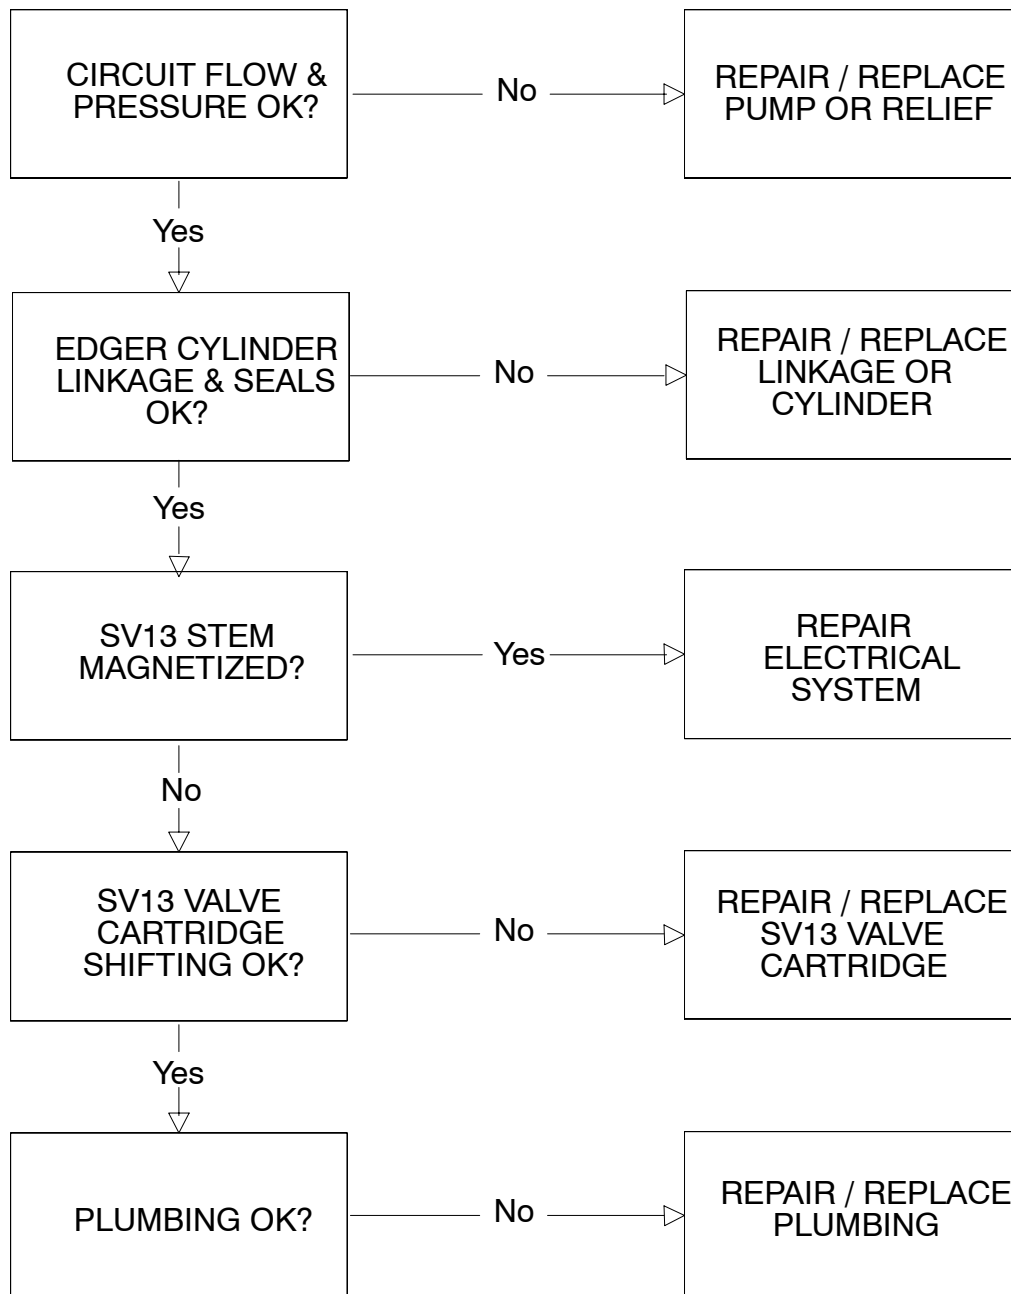 CIRCUIT FLOW &
PRESSURE OK?
No
REPAIR / REPLACE
PUMP OR RELIEF
Yes
EDGER CYLINDER
LINKAGE & SEALS
OK?
No
REPAIR / REPLACE
LINKAGE OR
CYLINDER
Yes
SV13 STEM
MAGNETIZED?
Yes
REPAIR
ELECTRICAL
SYSTEM
No
SV13 VALVE
CARTRIDGE
SHIFTING OK?
No
REPAIR / REPLACE
SV13 VALVE
CARTRIDGE
Yes
PLUMBING OK?
No
REPAIR / REPLACE
PLUMBING